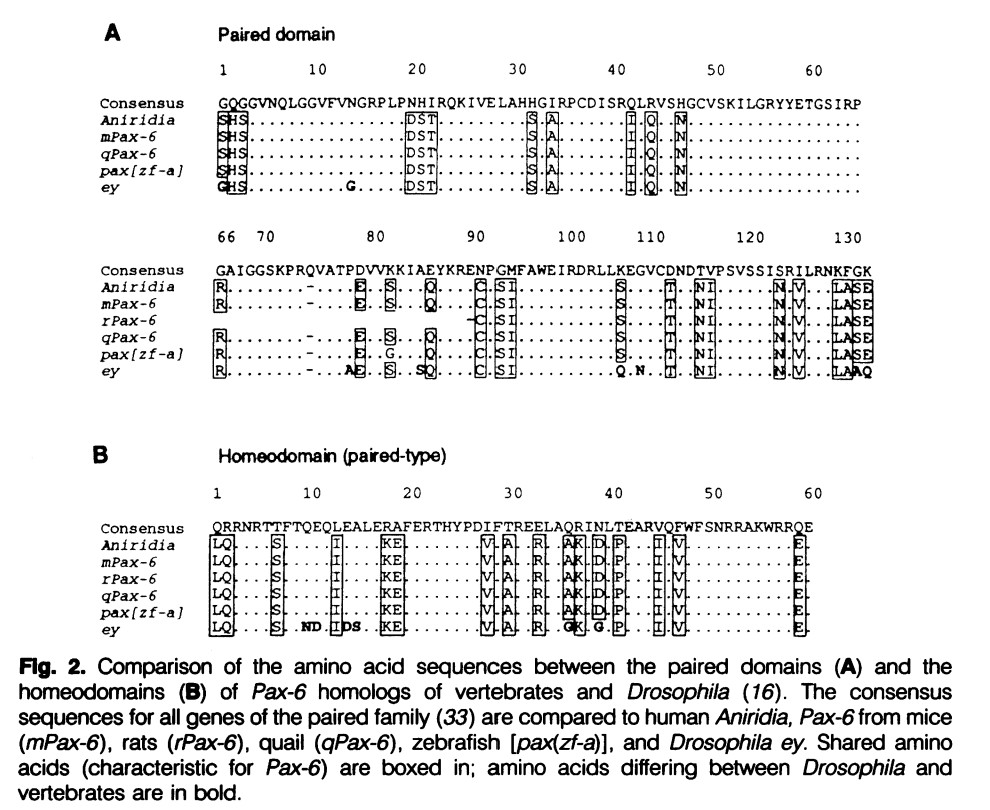 A Paired domain
1 10 20 30 40 50 60
Consensus GQGGVNQLGGVFVNGRPLPNHIRQKIVELAHHGIRPCDISRQLRVSHGCVSKILGRYYETGSIRP
Aniridia SHS................DST.........S.A.......I.Q..N..................
mPax-6 SHS................DST.........S.A.......I.Q..N..................
qPax-6 SHS................DST.........S.A.......I.Q..N..................
pax[zf-a] SHS................DST.........S.A.......I.Q..N..................
ey GHS..........G.....DST.........S.A.......I.Q..N..................
66 70 80 90 100 110 120 130
Consensus GAIGGSKPRQVATPDVVKKIAEYKRENPGMFAWEIRDRLLKEGVCDNDTVPSVSSISRILRNKFGK
Aniridia R........-....E..S...Q....C.SI..........S....T..NI......N.V...LASE
mPax-6 R........-....E..S...Q....C.SI..........S....T..NI......N.V...LASE
rPax-6 -C.SI..........S....T..NI......N.V...LASE
qPax-6 R........-....E..S...Q....C.SI..........S....T..NI......N.V...LASE
pax[zf-a] R........-....E..G...Q....C.SI..........S....T..NI......N.V...LASE
ey R........-...AE..S..SQ....C.SI..........Q.N..T..NI......N.V...LAAQ
B Homeodomain (paired-type)
1 10 20 30 40 50 60
Consensus QRRNRTTFTQEQLEALERAFERTHYPDIFTREELAQRINLTEARVQFWFSNRRAKWRRQE
Aniridia LQ....S.....I....KE........V.A..R..AK.D.P...I.V...........E.
mPax-6 LQ....S.....I....KE........V.A..R..AK.D.P...I.V...........E.
rPax-6 LQ....S.....I....KE........V.A..R..AK.D.P...I.V...........E.
qPax-6 LQ....S.....I....KE........V.A..R..AK.D.P...I.V...........E.
pax[zf-a] LQ....S.....I....KE........V.A..R..AK.D.P...I.V...........E.
ey LQ....S..ND.IDS..KE........V.A..R..GK.G.P...I.V...........E.
Fig. 2. Comparison of the amino acid sequences between the paired domains (A) and the
homeodomains (B) of Pax-6 homologs of vertebrates and Drosophila (16). The consensus
sequences for all genes of the paired family (33) are compared to human Aniridia, Pax-6 from mice
(mPax-6), rats (rPax-6), quail (qPax-6), zebrafish [pax(zf-a)], and Drosophila ey. Shared amino
acids (characteristic for Pax-6) are boxed in; amino acids differing between Drosophila and
vertebrates are in bold.